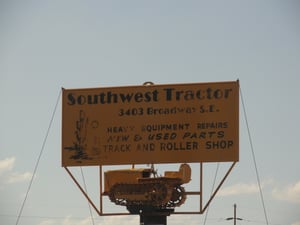 Southwest Tractor
3403 Broadway S.E.
HEAVY EQUIPMENT REPAIRS
NEW & USED PARTS
TRACK AND ROLLER SHOP